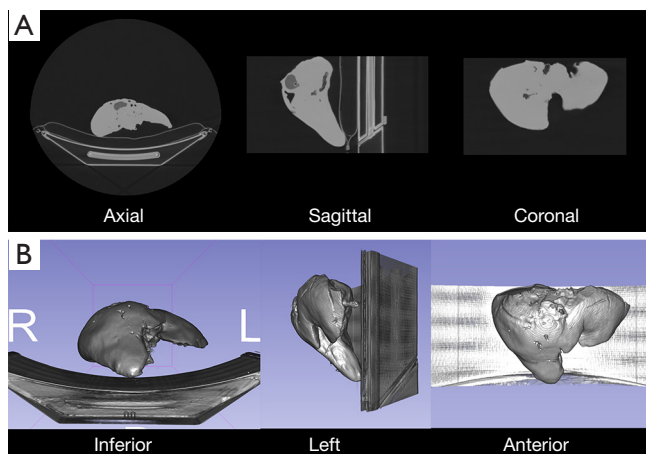 A
Axial
Sagittal
Coronal
B
R
L
Inferior
Left
Anterior